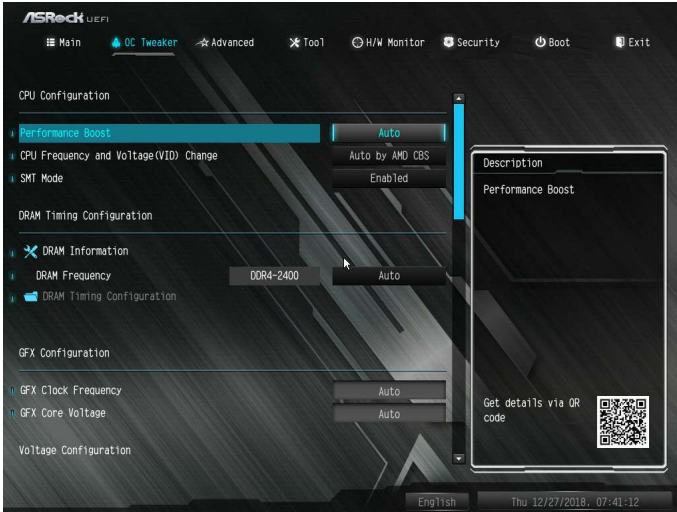 ASRock UEFI
Main OC Tweaker Advanced Tool H/W Monitor Security Boot Exit
CPU Configuration
Performance Boost Auto
CPU Frequency and Voltage(VID) Change Auto by AMD CBS
SMT Mode Enabled
DRAM Timing Configuration
DRAM Information
DRAM Frequency DDR4-2400 Auto
DRAM Timing Configuration
GFX Configuration
GFX Clock Frequency Auto
GFX Core Voltage Auto
Voltage Configuration
Description
Performance Boost
Get details via QR
code
English Thu 12/27/2018. 07:41:12